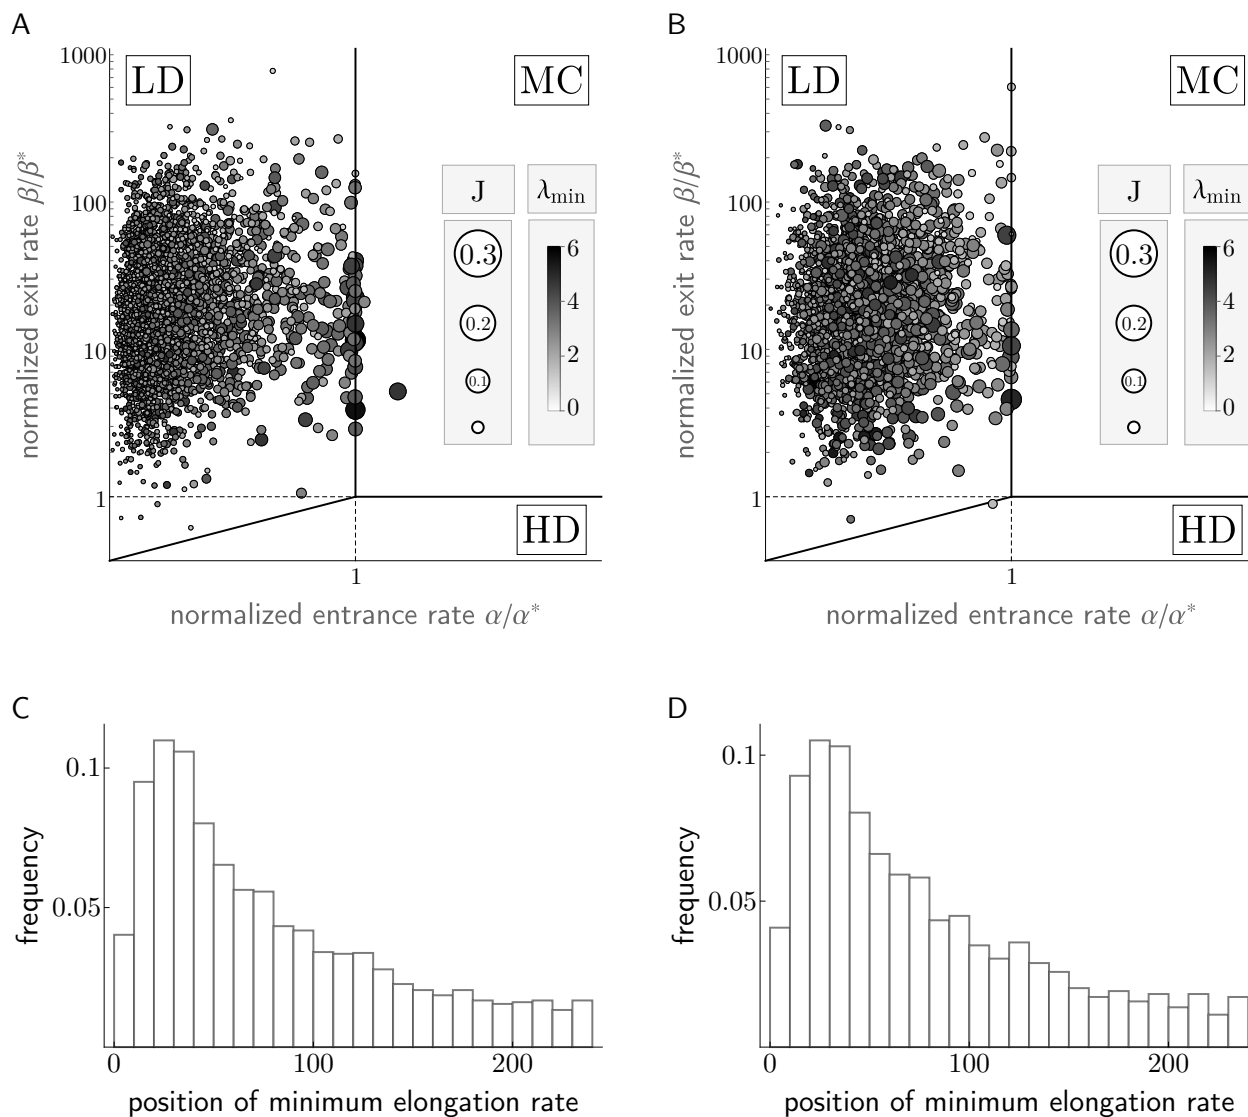 A
1000
100
10
1
normalized exit rate β/β*
LD
MC
HD
J
λmin
0.3
0.2
0.1
6
4
2
0
1
normalized entrance rate α/α*
B
1000
100
10
1
normalized exit rate β/β*
LD
MC
HD
J
λmin
0.3
0.2
0.1
6
4
2
0
1
normalized entrance rate α/α*
C
0.1
0.05
frequency
0
100
200
position of minimum elongation rate
D
0.1
0.05
frequency
0
100
200
position of minimum elongation rate